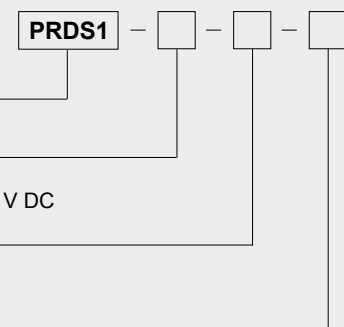 PRDS1 – –  –
V DC